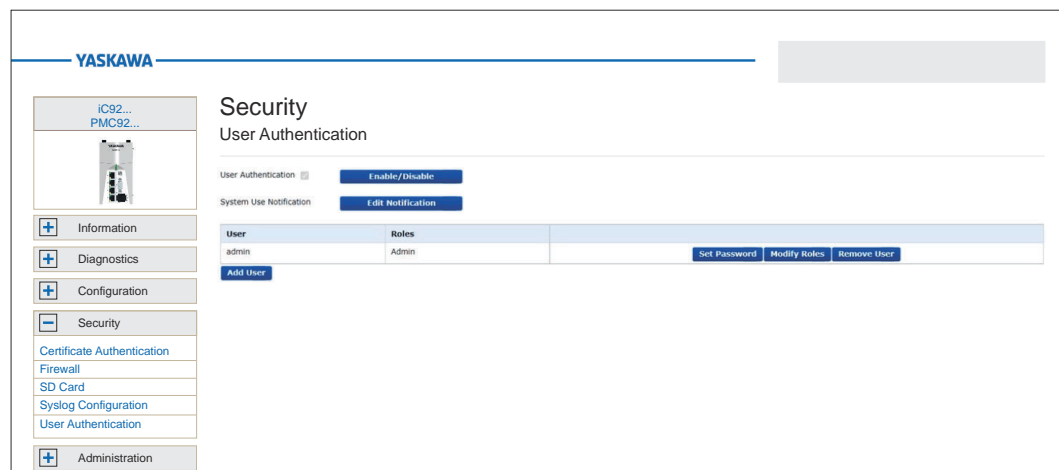 YASKAWA
iC92...
PMC92...
Security
User Authentication
User Authentication
Enable/Disable
System Use Notification
Edit Notification
User
Roles
admin
Admin
Set Password
Modify Roles
Remove User
Add User
Information
Diagnostics
Configuration
Security
Certificate Authentication
Firewall
SD Card
Syslog Configuration
User Authentication
Administration